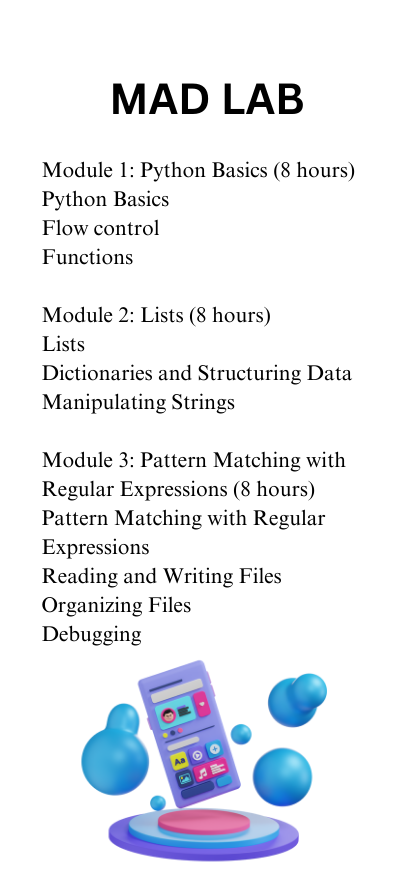 MAD LAB
Module 1: Python Basics (8 hours)
Python Basics
Flow control
Functions
Module 2: Lists (8 hours)
Lists
Dictionaries and Structuring Data
Manipulating Strings
Module 3: Pattern Matching with
Regular Expressions (8 hours)
Pattern Matching with Regular
Expressions
Reading and Writing Files
Organizing Files
Debugging
Aa